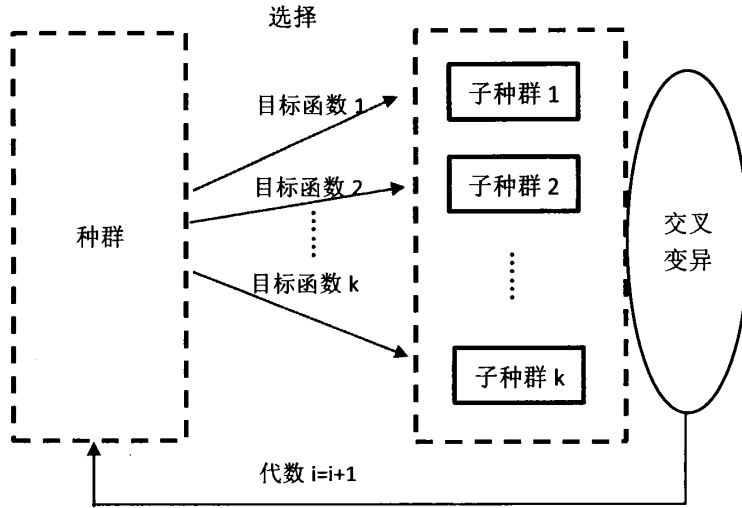 选择
目标函数 1
子种群 1
目标函数 2
子种群 2
种群
交叉
变异
目标函数 k
子种群 k
代数 i=i+1